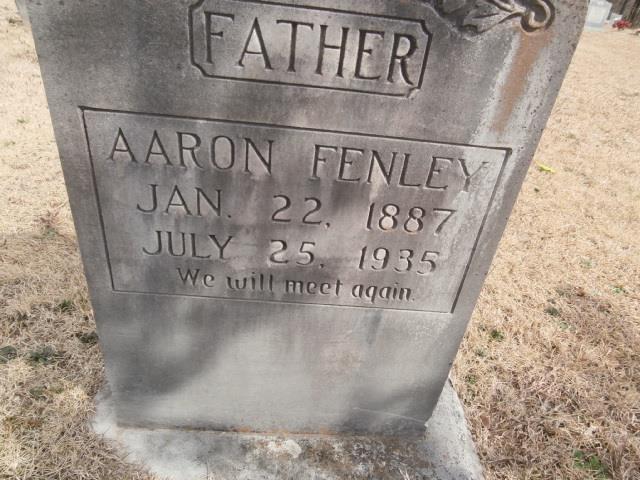 FATHER
AARON FENLEY
JAN. 22, 1887
JULY 25, 1935
We will meet again.